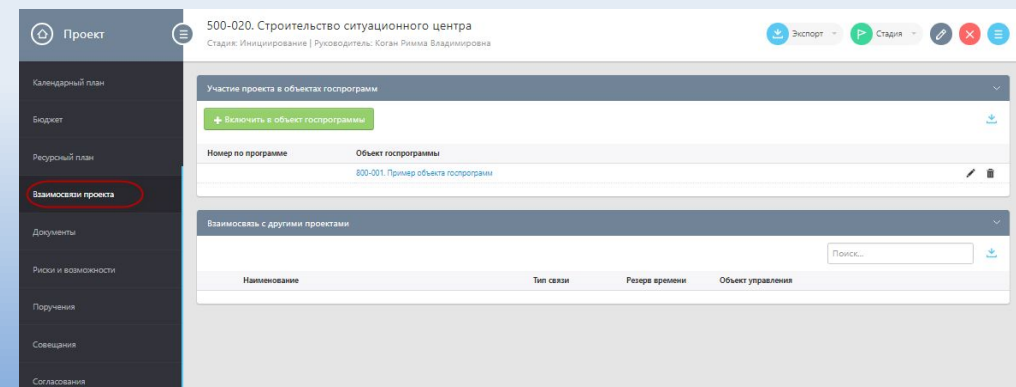 Проект
500-020. Строительство ситуационного центра
Стадия: Инициирование | Руководитель: Коган Римма Владимировна
Экспорт
Стадия
Календарный план
Бюджет
Ресурсный план
Взаимосвязи проекта
Документы
Риски и возможности
Поручения
Совещания
Согласования
Участие проекта в объектах госпрограмм
+ Включить в объект госпрограммы
Номер по программе Объект госпрограммы
800-001. Пример объекта госпрограмм
Взаимосвязь с другими проектами
Поиск...
Наименование Тип связи Резерв времени Объект управления